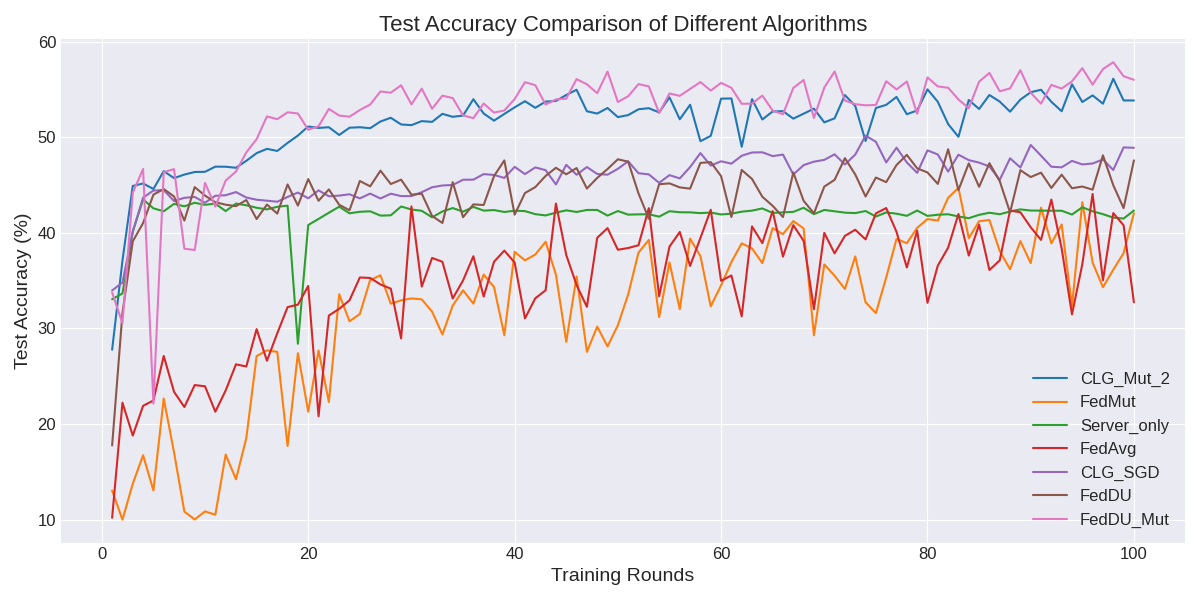 Test Accuracy Comparison of Different Algorithms
Test Accuracy (%)
60
50
40
30
20
10
0
20
40
60
80
100
Training Rounds
CLG_Mut_2
FedMut
Server_only
FedAvg
CLG_SGD
FedDU
FedDU_Mut